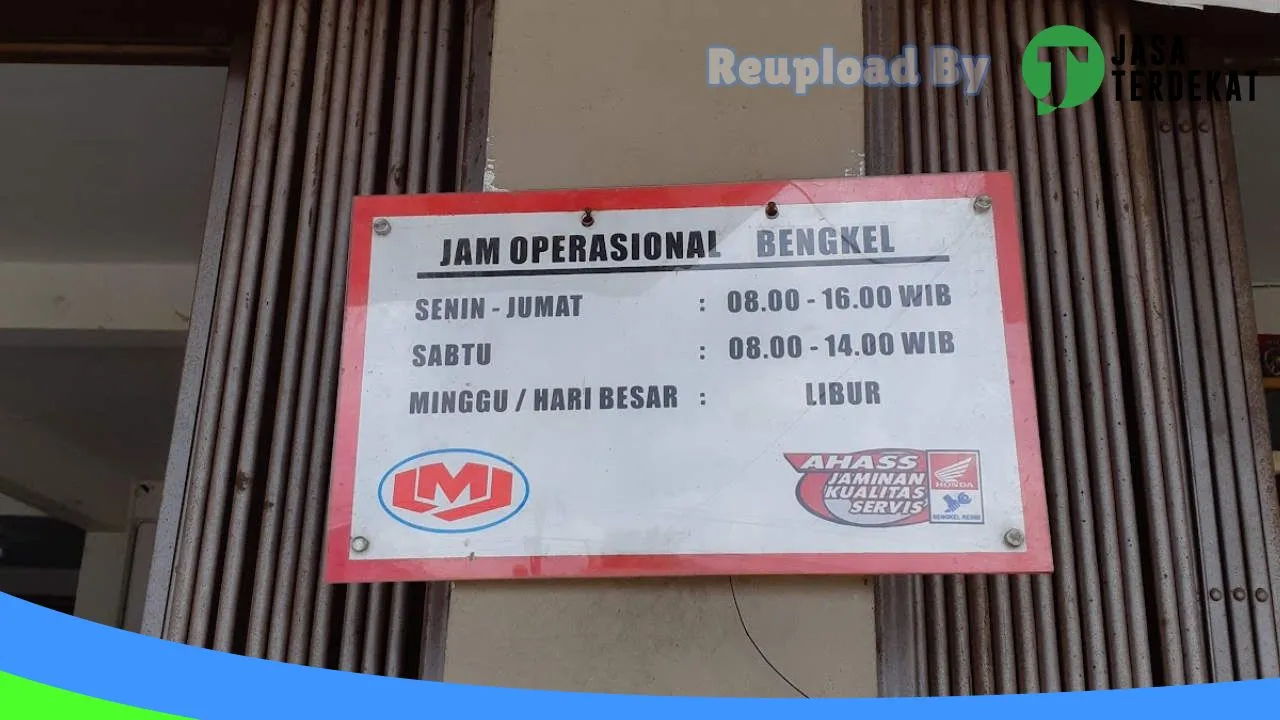 Reupload By
JASA
TERDEKAT
JAM OPERASIONAL BENGKEL
SENIN - JUMAT : 08.00 - 16.00 WIB
SABTU : 08.00 - 14.00 WIB
MINGGU / HARI BESAR : LIBUR
AHASS
JAMINAN
KUALITAS
SERVIS
HONDA
BENGKEL RESMI